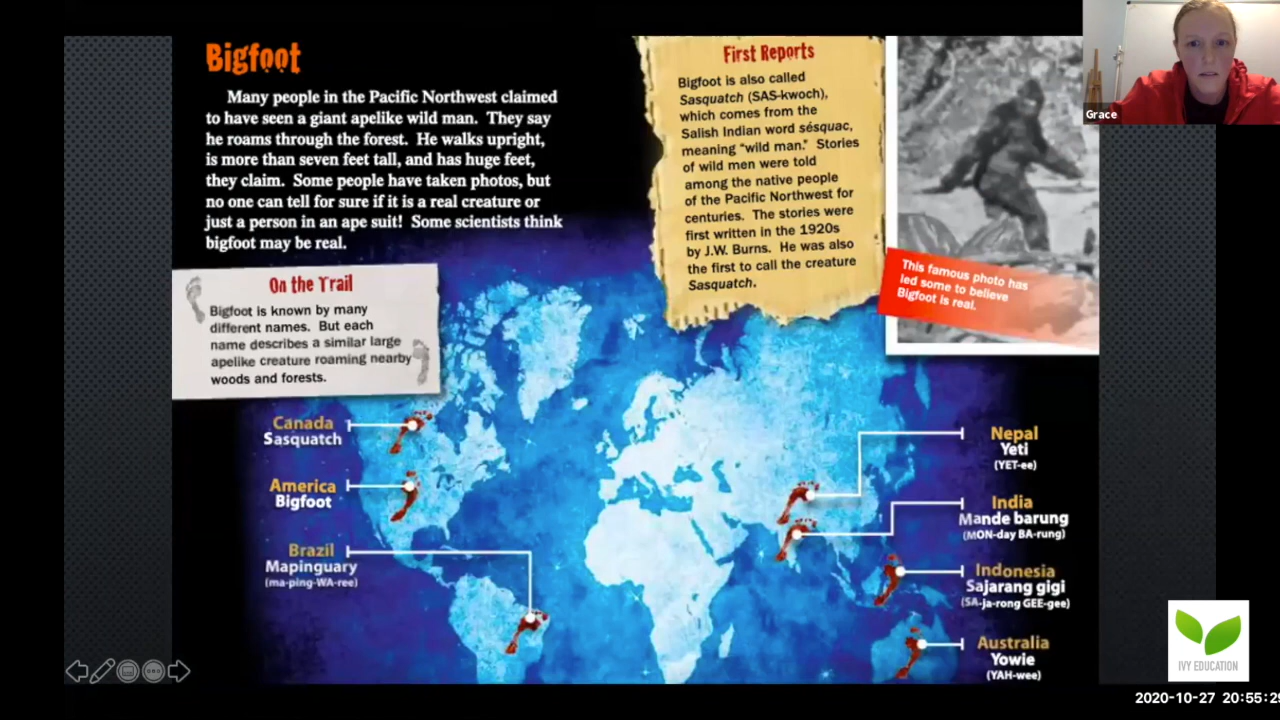 Bigfoot
Many people in the Pacific Northwest claimed
to have seen a giant apelike wild man. They say
he roams through the forest. He walks upright,
is more than seven feet tall, and has huge feet,
they claim. Some people have taken photos, but
no one can tell for sure if it is a real creature or
just a person in an ape suit! Some scientists think
bigfoot may be real.
First Reports
Bigfoot is also called
Sasquatch (SAS-kwoch),
which comes from the
Salish Indian word sésquac,
meaning “wild man.” Stories
of wild men were told
among the native people
of the Pacific Northwest for
centuries. The stories were
first written in the 1920s
by J.W. Burns. He was also
the first to call the creature
Sasquatch.
This famous photo has
led some to believe
Bigfoot is real.
Grace
On the Trail
Bigfoot is known by many
different names. But each
name describes a similar large
apelike creature roaming nearby
woods and forests.
Canada
Sasquatch
America
Bigfoot
Brazil
Mapinguary
(ma-ping-WA-ree)
Nepal
Yeti
(YET-ee)
India
Mande barung
(MON-day BA-rung)
Indonesia
Sajarang gigi
(SA-ja-rong GEE-gee)
Australia
Yowie
(YAH-wee)
IVY EDUCATION
2020-10-27 20:55:29